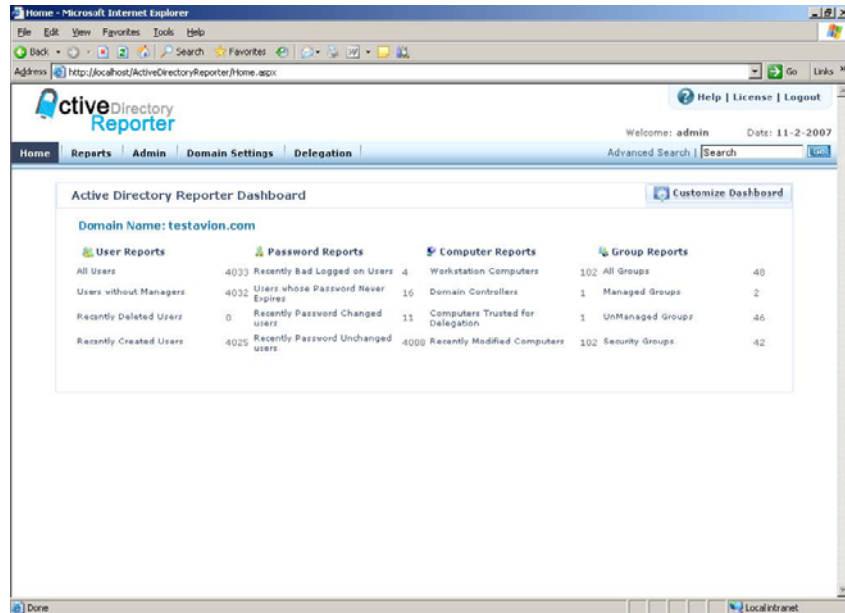 Home - Microsoft Internet Explorer
File Edit View Favorites Tools Help
Back Search Favorites
Address http://localhost/ActiveDirectoryReporter/Home.aspx Go Links
ctiveDirectory
Reporter
Help | License | Logout
Welcome: admin Date: 11-2-2007
Home Reports Admin Domain Settings Delegation Advanced Search | Search Go
Active Directory Reporter Dashboard Customize Dashboard
Domain Name: testavion.com
User Reports Password Reports Computer Reports Group Reports
All Users 4033 Recently Bad Logged on Users 4 Workstation Computers 102 All Groups 48
Users without Managers 4032 Users whose Password Never Expires 16 Domain Controllers 1 Managed Groups 2
Recently Deleted Users 0 Recently Password Changed users 11 Computers Trusted for Delegation 1 UnManaged Groups 46
Recently Created Users 4025 Recently Password Unchanged users 4008 Recently Modified Computers 102 Security Groups 42
Done Local intranet